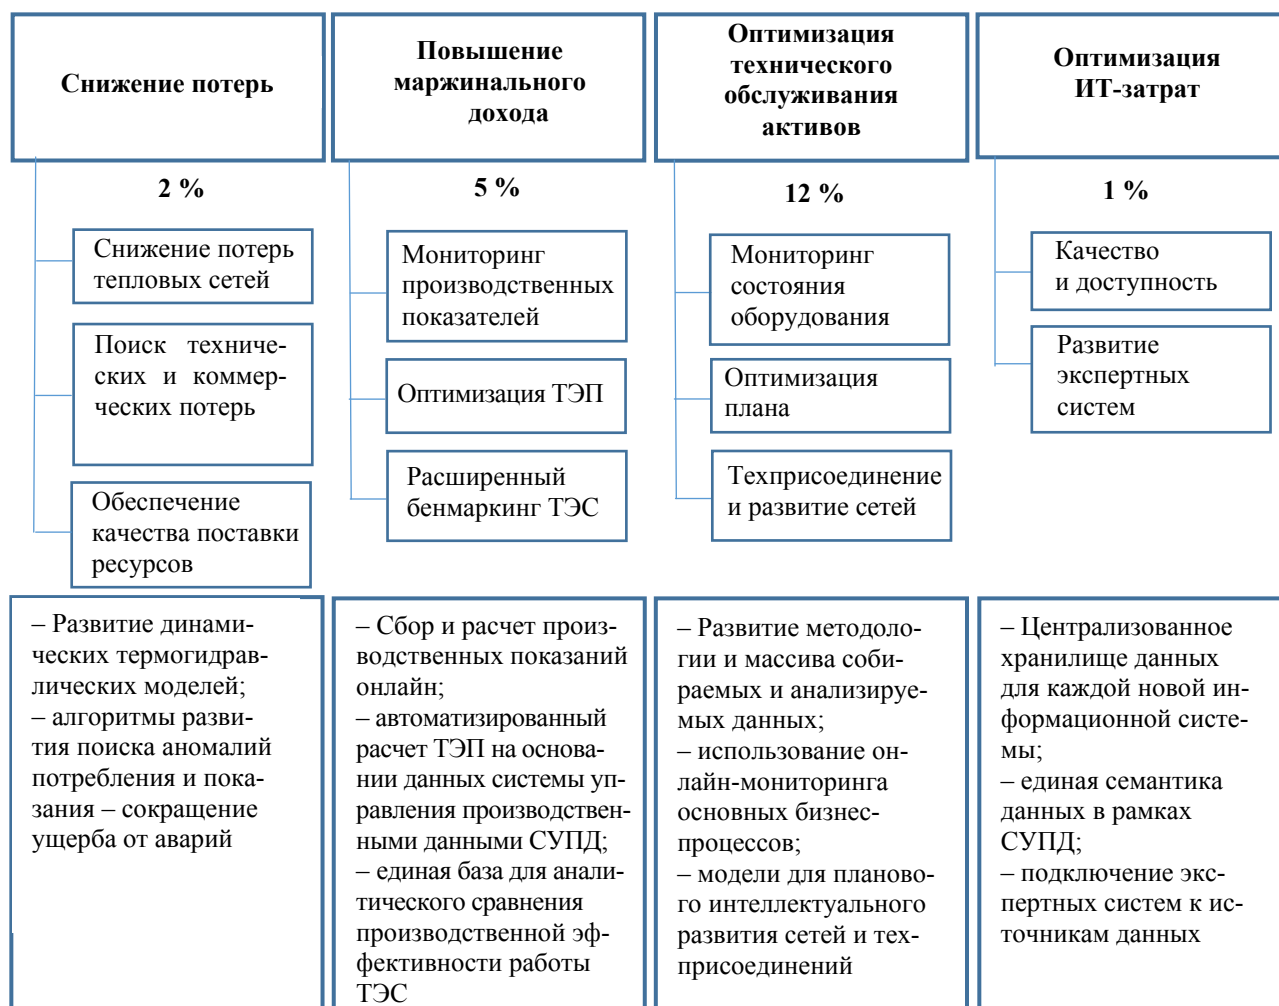 Снижение потерь
2 %
Снижение потерь
тепловых сетей
Поиск техниче-
ских и коммер-
ческих потерь
Обеспечение
качества поставки
ресурсов
– Развитие динами-
ческих термогидрав-
лических моделей;
– алгоритмы разви-
тия поиска аномалий
потребления и пока-
зания – сокращение
ущерба от аварий
Повышение
маржинального
дохода
5 %
Мониторинг
производственных
показателей
Оптимизация ТЭП
Расширенный
бенмаркинг ТЭС
– Сбор и расчет произ-
водственных показаний
онлайн;
– автоматизированный
расчет ТЭП на основа-
нии данных системы уп-
равления производствен-
ными данными СУПД;
– единая база для анали-
тического сравнения
производственной эф-
фективности работы
ТЭС
Оптимизация
технического
обслуживания
активов
12 %
Мониторинг
состояния
оборудования
Оптимизация
плана
Техприсоединение
и развитие сетей
– Развитие методоло-
гии и массива соби-
раемых и анализируе-
мых данных;
– использование он-
лайн-мониторинга
основных бизнес-
процессов;
– модели для планово-
го интеллектуального
развития сетей и тех-
присоединений
Оптимизация
ИТ-затрат
1 %
Качество
и доступность
Развитие
экспертных
систем
– Централизованное
хранилище данных
для каждой новой ин-
формационной систе-
мы;
– единая семантика
данных в рамках
СУПД;
– подключение экс-
пертных систем к ис-
точникам данных